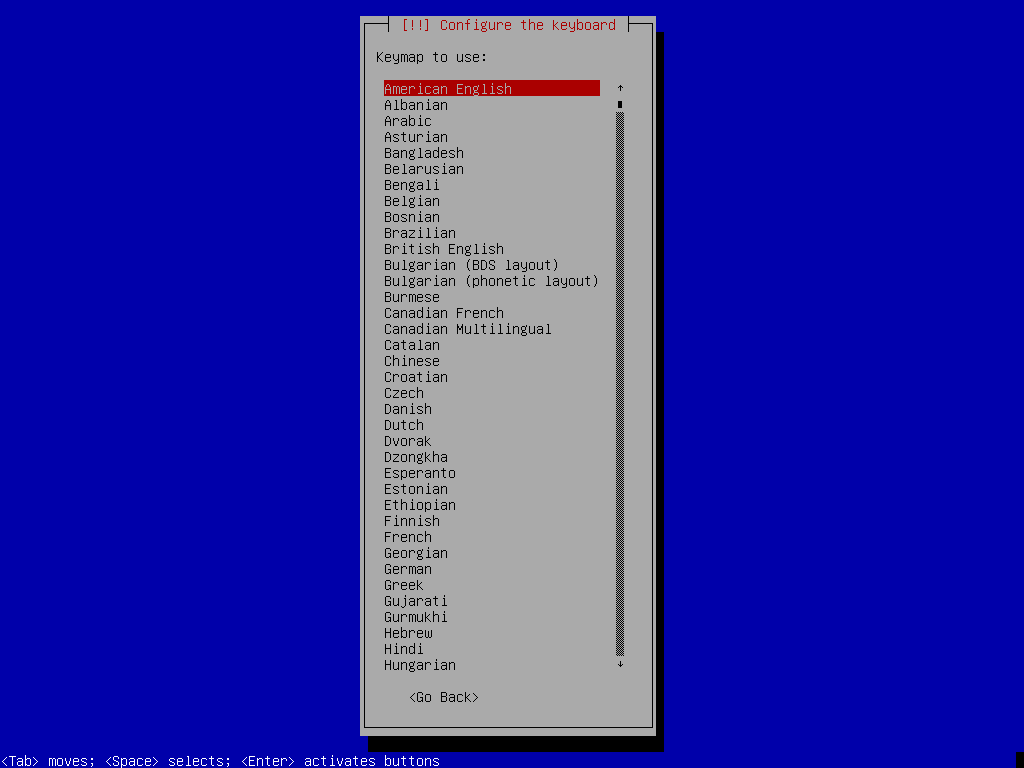 [!!] Configure the keyboard
Keymap to use:
American English
Albanian
Arabic
Asturian
Bangladesh
Belarusian
Bengali
Belgian
Bosnian
Brazilian
British English
Bulgarian (BDS layout)
Bulgarian (phonetic layout)
Burmese
Canadian French
Canadian Multilingual
Catalan
Chinese
Croatian
Czech
Danish
Dutch
Dvorak
Dzongkha
Esperanto
Estonian
Ethiopian
Finnish
French
Georgian
German
Greek
Gujarati
Gurmukhi
Hebrew
Hindi
Hungarian
<Go Back>
<Tab> moves; <Space> selects; <Enter> activates buttons